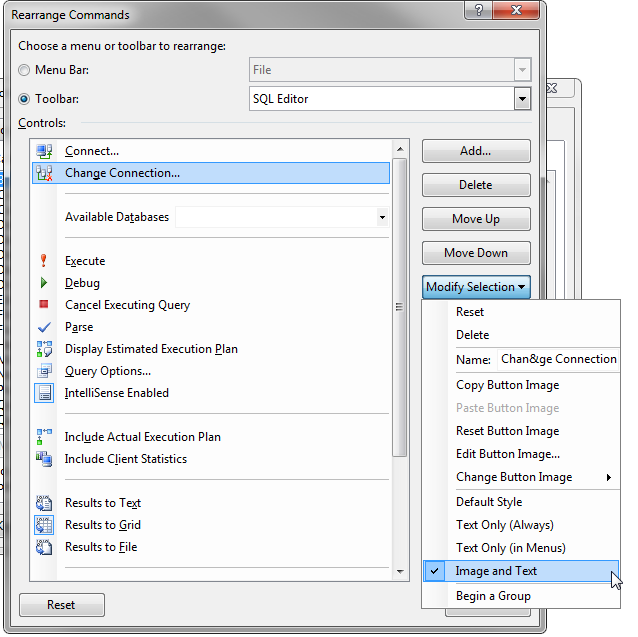 Rearrange Commands
Choose a menu or toolbar to rearrange:
Menu Bar: File
Toolbar: SQL Editor
Controls:
Connect...
Change Connection...
Available Databases
Execute
Debug
Cancel Executing Query
Parse
Display Estimated Execution Plan
Query Options...
IntelliSense Enabled
Include Actual Execution Plan
Include Client Statistics
Results to Text
Results to Grid
Results to File
Add...
Delete
Move Up
Move Down
Modify Selection
Reset
Delete
Name: Chan&ge Connection
Copy Button Image
Paste Button Image
Reset Button Image
Edit Button Image...
Change Button Image
Default Style
Text Only (Always)
Text Only (in Menus)
Image and Text
Begin a Group
Reset